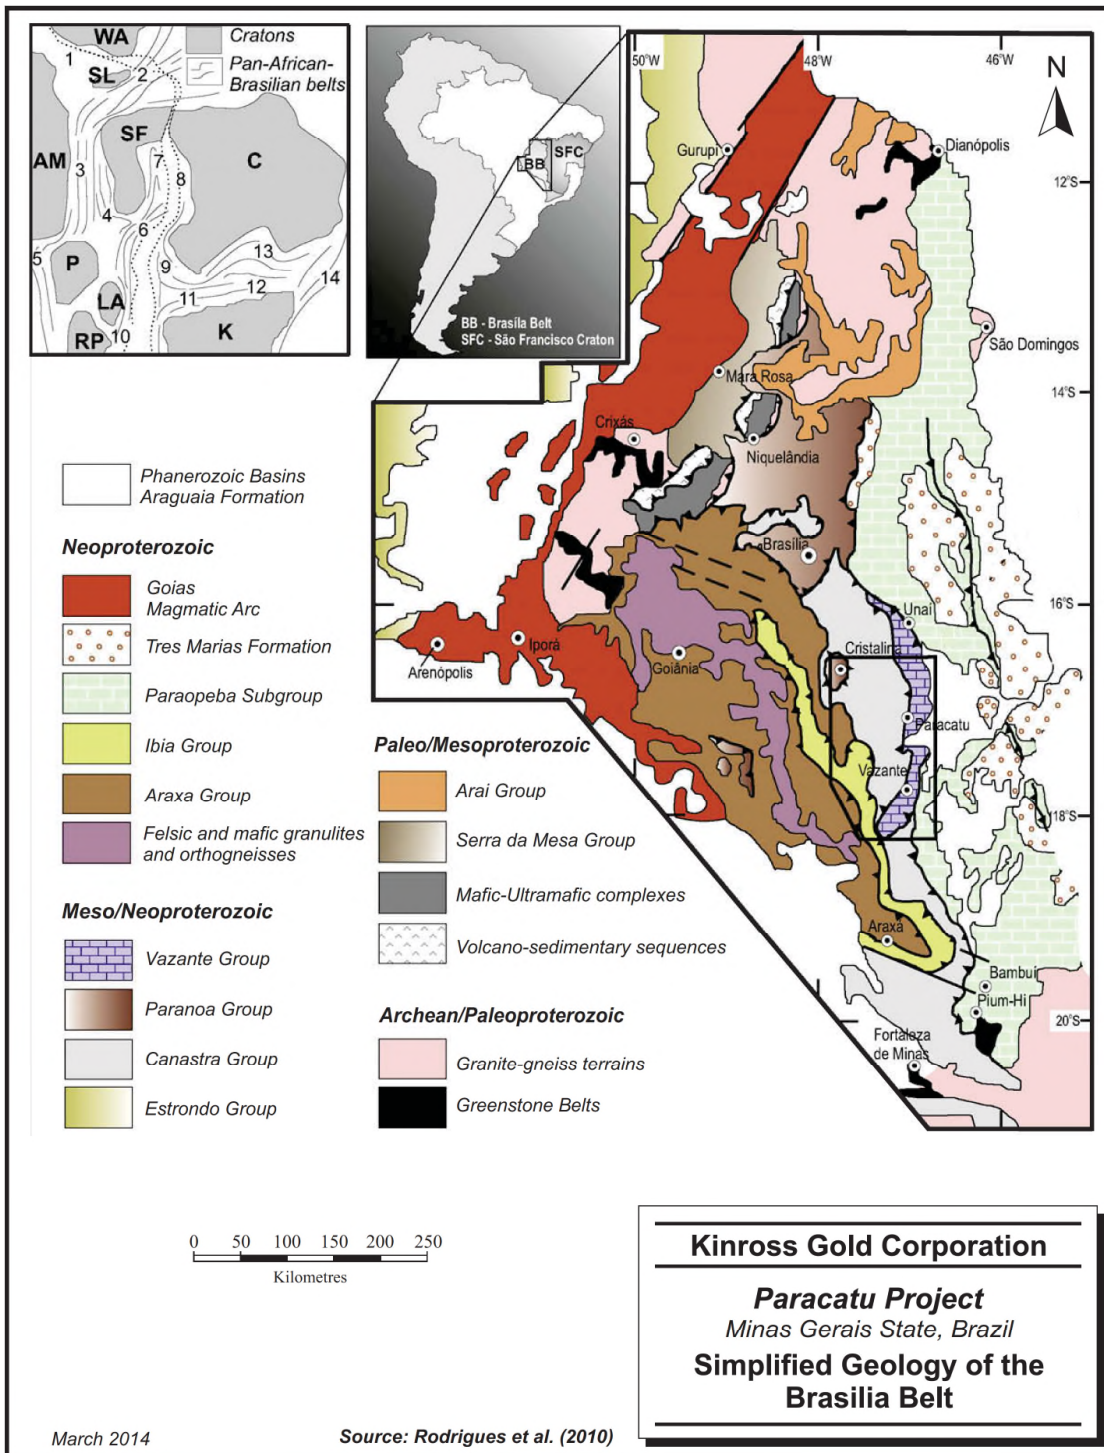 WA
Cratons
Pan-African-
Brasilian belts
1
SL
2
SF
AM
3
7
8
C
4
6
5
P
9
13
14
LA
11
12
RP
10
K
BB
SFC
BB - Brasíla Belt
SFC - São Francisco Craton
50°W
48°W
46°W
N
Gurupi
Dianópolis
12°S
São Domingos
Mara Rosa
14°S
Crixás
Niquelândia
Brasília
16°S
Unaí
Cristalina
Iporá
Arenópolis
Goiânia
Paracatu
Vazante
18°S
Araxá
Bambui
Pium-Hi
20°S
Fortaleza
de Minas
Phanerozoic Basins
Araguaia Formation
Neoproterozoic
Goias
Magmatic Arc
Tres Marias Formation
Paraopeba Subgroup
Ibia Group
Araxa Group
Felsic and mafic granulites
and orthogneisses
Meso/Neoproterozoic
Vazante Group
Paranoa Group
Canastra Group
Estrondo Group
Paleo/Mesoproterozoic
Arai Group
Serra da Mesa Group
Mafic-Ultramafic complexes
Volcano-sedimentary sequences
Archean/Paleoproterozoic
Granite-gneiss terrains
Greenstone Belts
0 50 100 150 200 250
Kilometres
Kinross Gold Corporation
Paracatu Project
Minas Gerais State, Brazil
Simplified Geology of the
Brasilia Belt
March 2014
Source: Rodrigues et al. (2010)